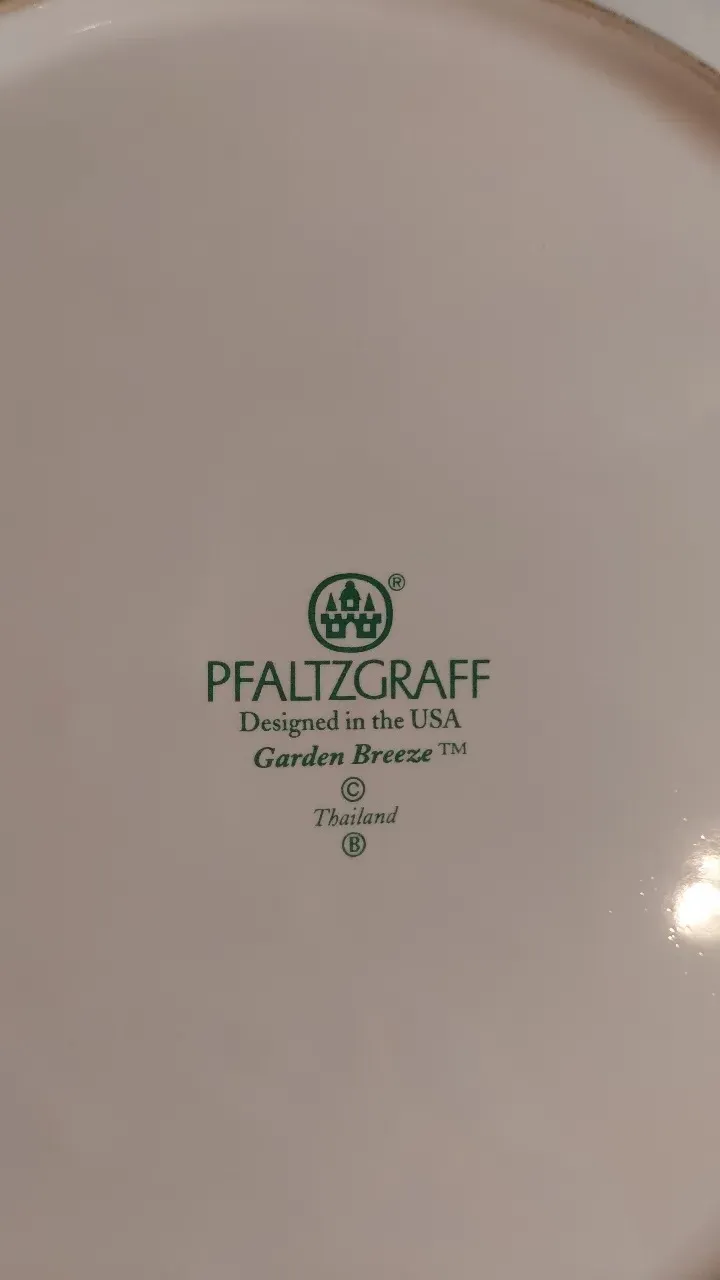 ®
PFALTZGRAFF
Designed in the USA
Garden Breeze ™
©
Thailand
Ⓑ